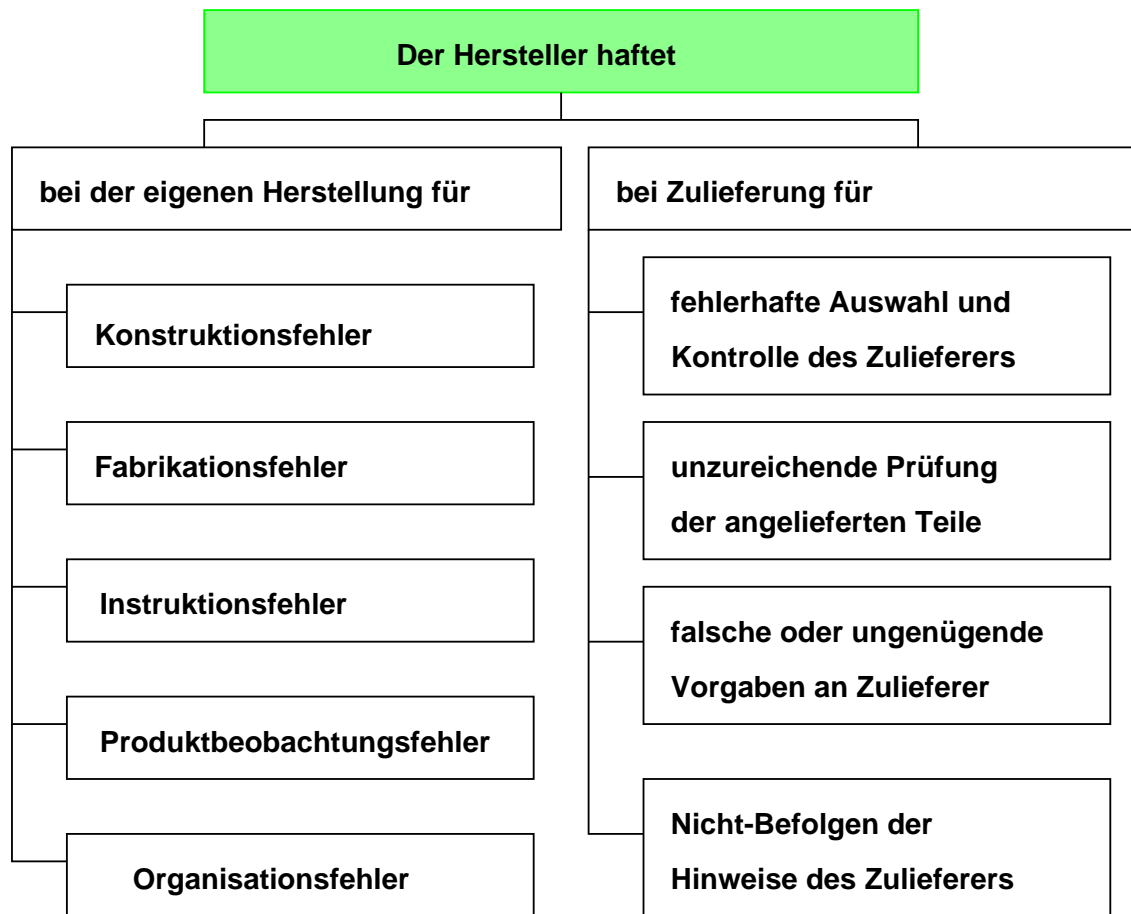 Der Hersteller haftet
bei der eigenen Herstellung für
Konstruktionsfehler
Fabrikationsfehler
Instruktionsfehler
Produktbeobachtungsfehler
Organisationsfehler
bei Zulieferung für
fehlerhafte Auswahl und
Kontrolle des Zulieferers
unzureichende Prüfung
der angelieferten Teile
falsche oder ungenügende
Vorgaben an Zulieferer
Nicht-Befolgen der
Hinweise des Zulieferers